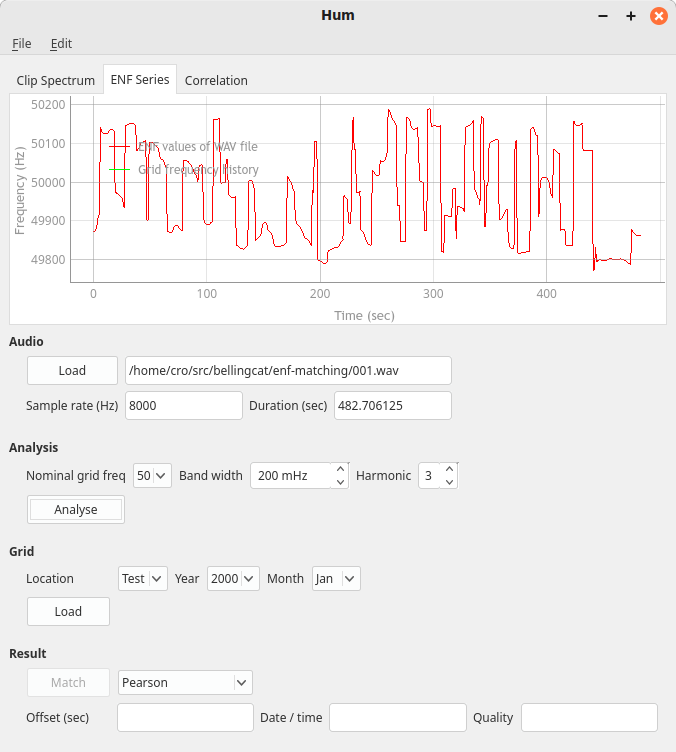 Hum
File Edit
Clip Spectrum ENF Series Correlation
50200
50100
50000
49900
49800
Frequency (Hz)
ENF values of WAV file
Grid frequency history
0 100 200 300 400
Time (sec)
Audio
Load /home/cro/src/bellingcat/enf-matching/001.wav
Sample rate (Hz) 8000 Duration (sec) 482.706125
Analysis
Nominal grid freq 50 Band width 200 mHz Harmonic 3
Analyse
Grid
Location Test Year 2000 Month Jan
Load
Result
Match Pearson
Offset (sec) Date / time Quality